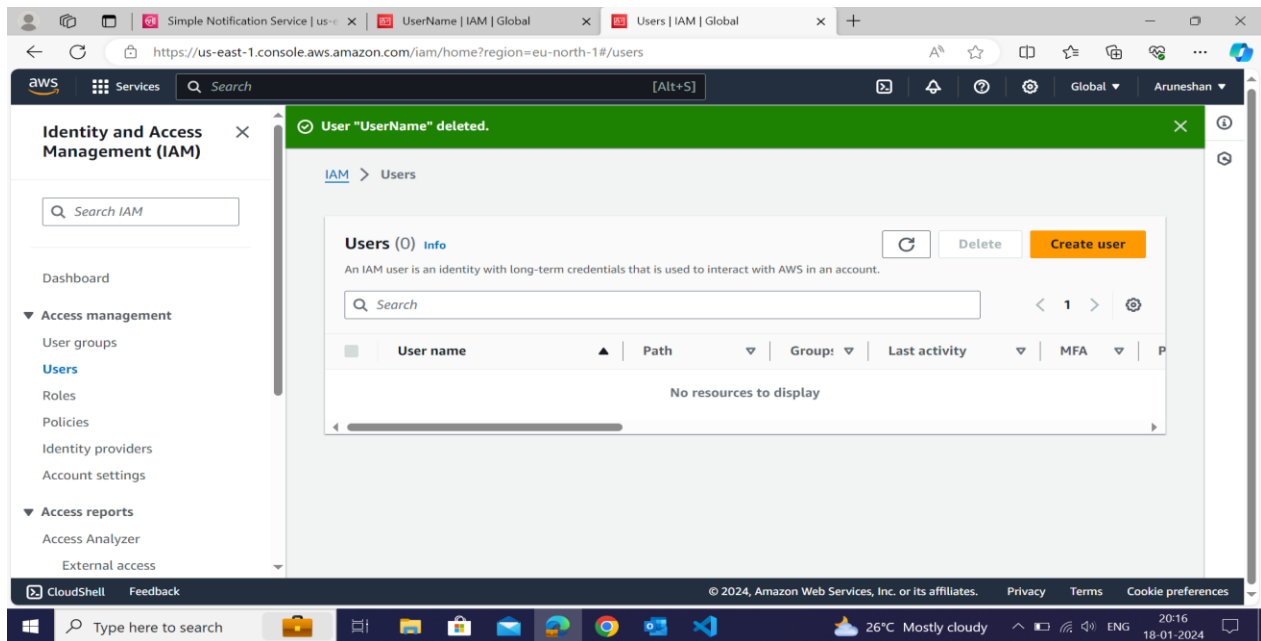 Simple Notification Service | us-e
UserName | IAM | Global
Users | IAM | Global
https://us-east-1.console.aws.amazon.com/iam/home?region=eu-north-1#/users
aws
Services
Search
[Alt+S]
Global
Aruneshan
Identity and Access
Management (IAM)
Search IAM
Dashboard
Access management
User groups
Users
Roles
Policies
Identity providers
Account settings
Access reports
Access Analyzer
External access
User "UserName" deleted.
IAM > Users
Users (0) Info
Delete
Create user
An IAM user is an identity with long-term credentials that is used to interact with AWS in an account.
Search
1
User name
Path
Group:
Last activity
MFA
P
No resources to display
CloudShell
Feedback
© 2024, Amazon Web Services, Inc. or its affiliates.
Privacy
Terms
Cookie preferences
Type here to search
26°C Mostly cloudy
ENG
20:16
18-01-2024